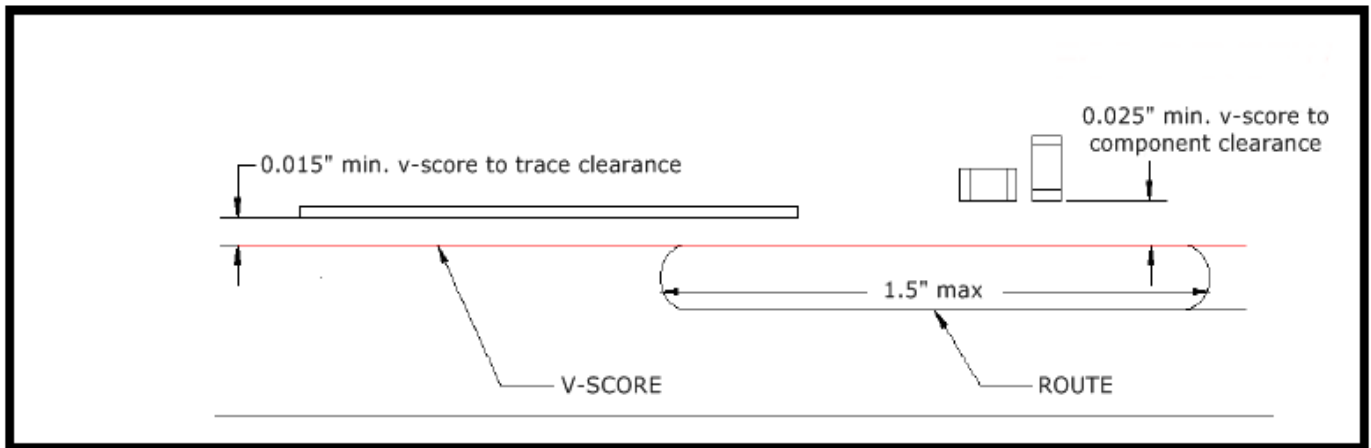 0.015" min. v-score to trace clearance
0.025" min. v-score to
component clearance
1.5" max
V-SCORE
ROUTE